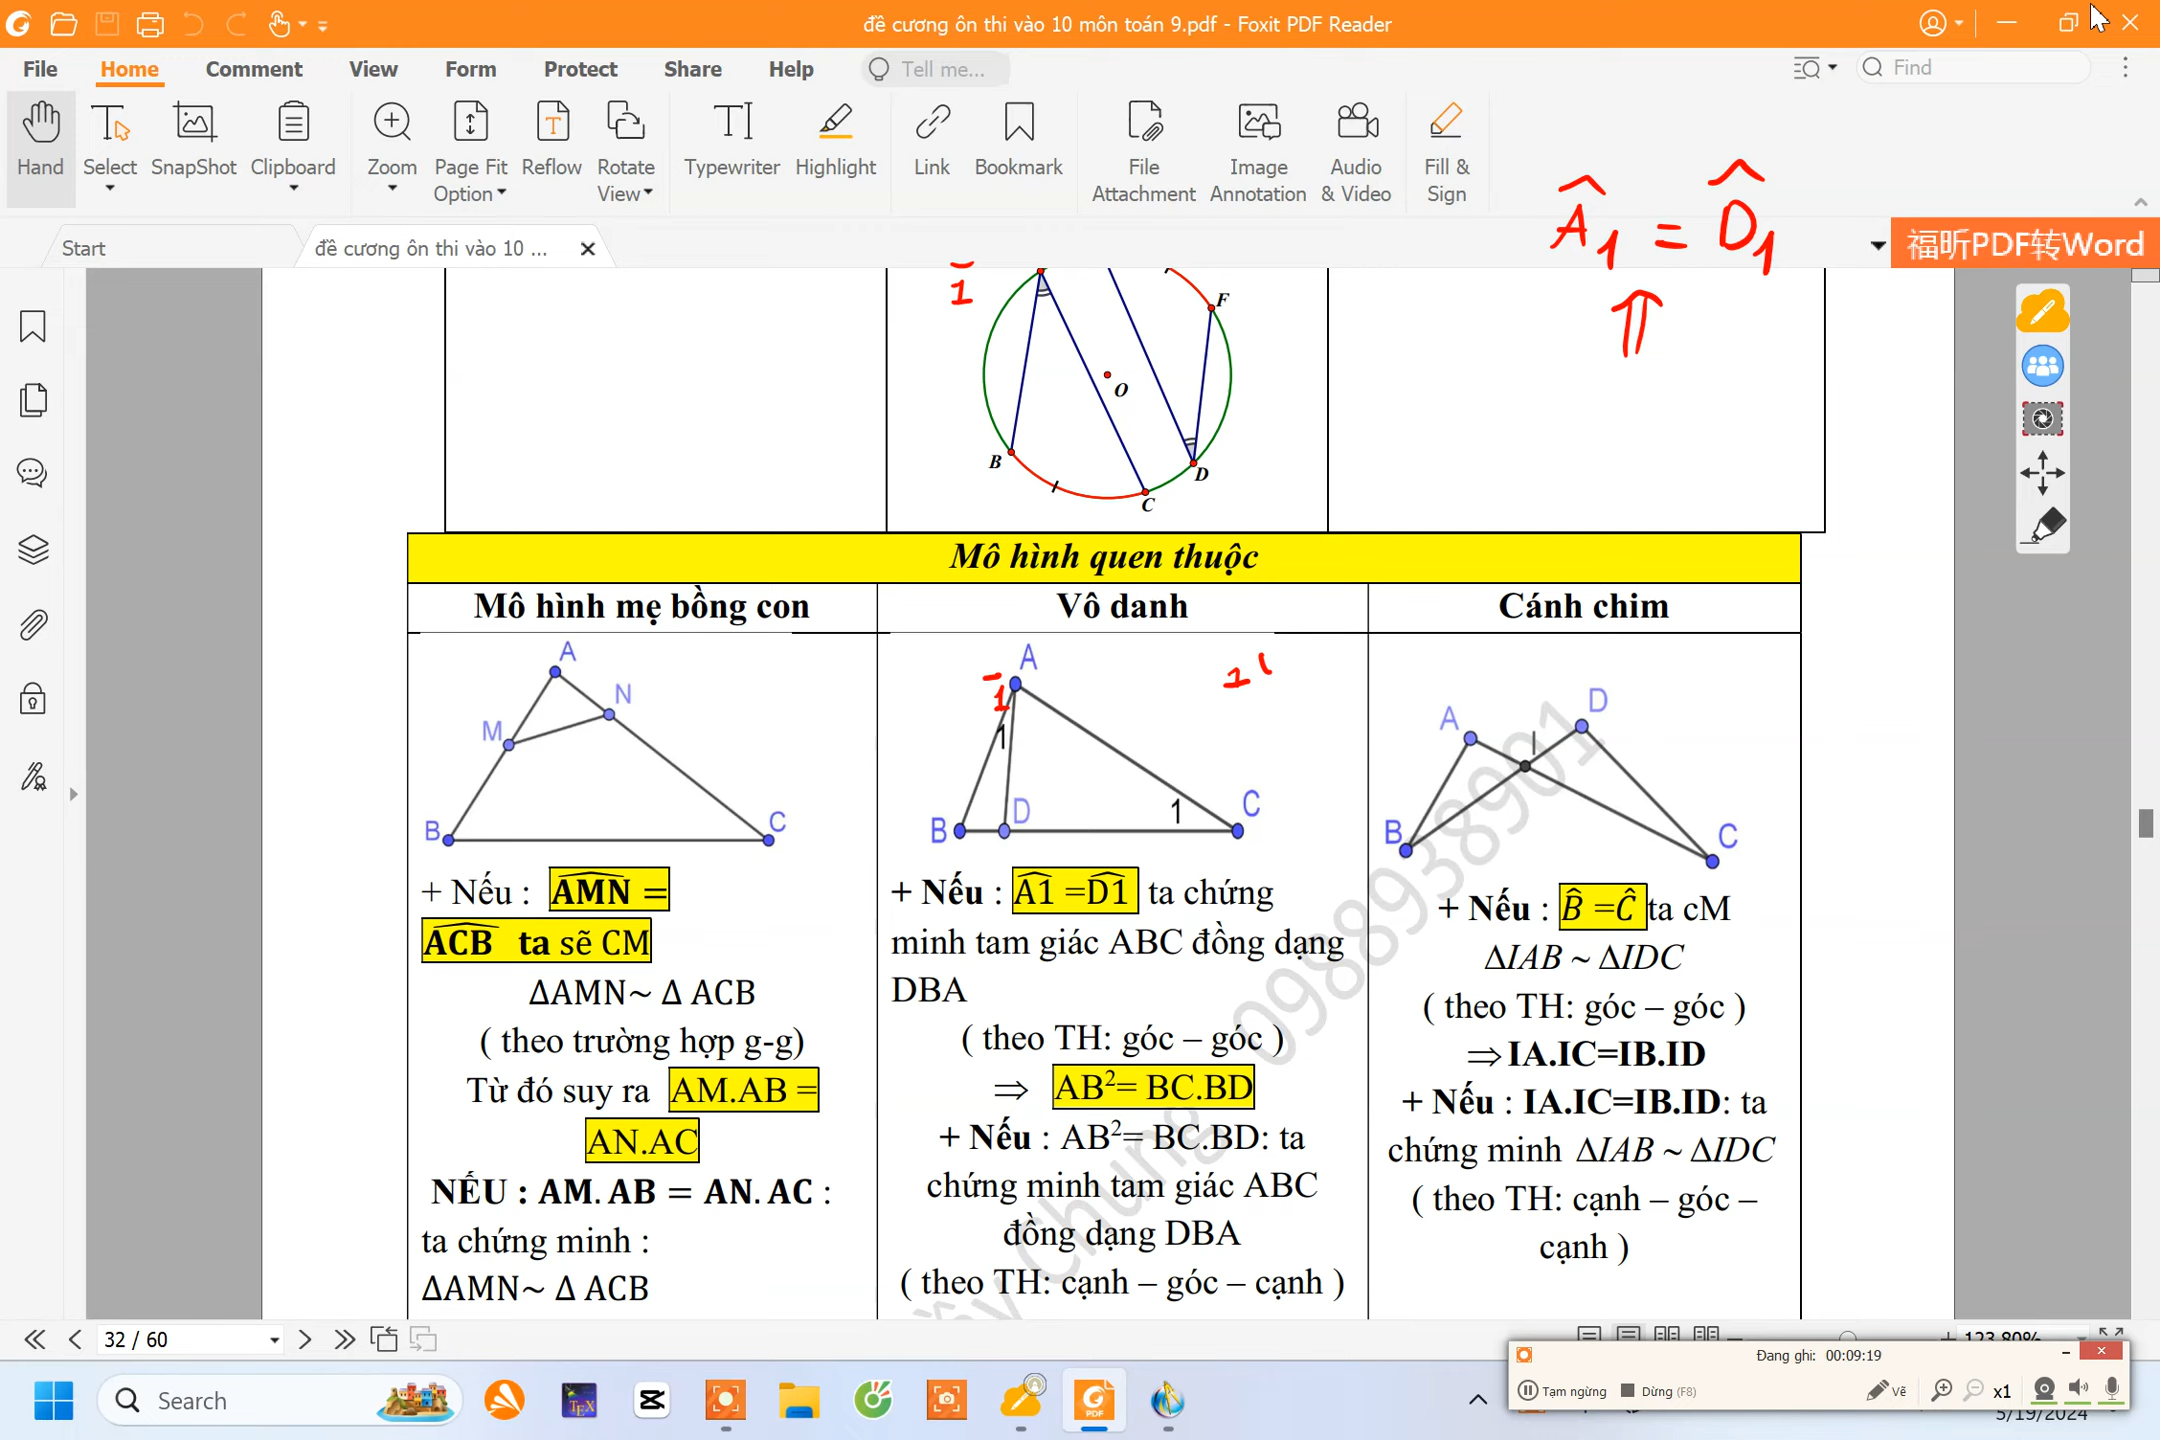 đề cương ôn thi vào 10 môn toán 9.pdf - Foxit PDF Reader
File Home Comment View Form Protect Share Help Tell me... Find
Hand Select SnapShot Clipboard Zoom Page Fit Option Reflow Rotate View Typewriter Highlight Link Bookmark File Attachment Image Annotation Audio & Video Fill & Sign
Â1 = D̂1
Start đề cương ôn thi vào 10 ... 福昕PDF转Word
1
F
O
B
D
C
Mô hình quen thuộc
Mô hình mẹ bồng con Vô danh Cánh chim
A
N
M
B
C
+ Nếu : AMN =
ACB ta sẽ CM
ΔAMN~ Δ ACB
( theo trường hợp g-g)
Từ đó suy ra AM.AB =
AN.AC
NẾU : AM. AB = AN. AC :
ta chứng minh :
ΔAMN~ Δ ACB
A
1
1
1
B
D
1
C
+ Nếu : A1 =D1 ta chứng
minh tam giác ABC đồng dạng
DBA
( theo TH: góc – góc )
⇒ AB²= BC.BD
+ Nếu : AB²= BC.BD: ta
chứng minh tam giác ABC
đồng dạng DBA
( theo TH: cạnh – góc – cạnh )
D
A
I
B
C
+ Nếu : B̂ =Ĉ ta cM
ΔIAB ~ ΔIDC
( theo TH: góc – góc )
⇒ IA.IC=IB.ID
+ Nếu : IA.IC=IB.ID: ta
chứng minh ΔIAB ~ ΔIDC
( theo TH: cạnh – góc –
cạnh )
Chung 0988938901
32 / 60
123.80%
Đang ghi: 00:09:19
Tạm ngừng Dừng (F8) Vẽ x1
Search
5/19/2024